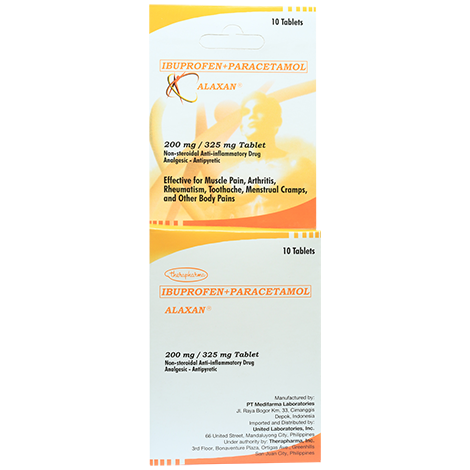 10 Tablets
IBUPROFEN+PARACETAMOL
ALAXAN®
200 mg / 325 mg Tablet
Non-steroidal Anti-inflammatory Drug
Analgesic - Antipyretic
Effective for Muscle Pain, Arthritis,
Rheumatism, Toothache, Menstrual Cramps,
and Other Body Pains
10 Tablets
Therapharma
IBUPROFEN+PARACETAMOL
ALAXAN®
200 mg / 325 mg Tablet
Non-steroidal Anti-inflammatory Drug
Analgesic - Antipyretic
Manufactured by:
PT Medifarma Laboratories
Jl. Raya Bogor Km. 33, Cimanggis
Depok, Indonesia
Imported and Distributed by:
United Laboratories, Inc.
66 United Street, Mandaluyong City, Philippines
Under authority by: Therapharma, Inc.
3rd Floor, Bonaventure Plaza, Ortigas Ave., Greenhills
San Juan City, Philippines